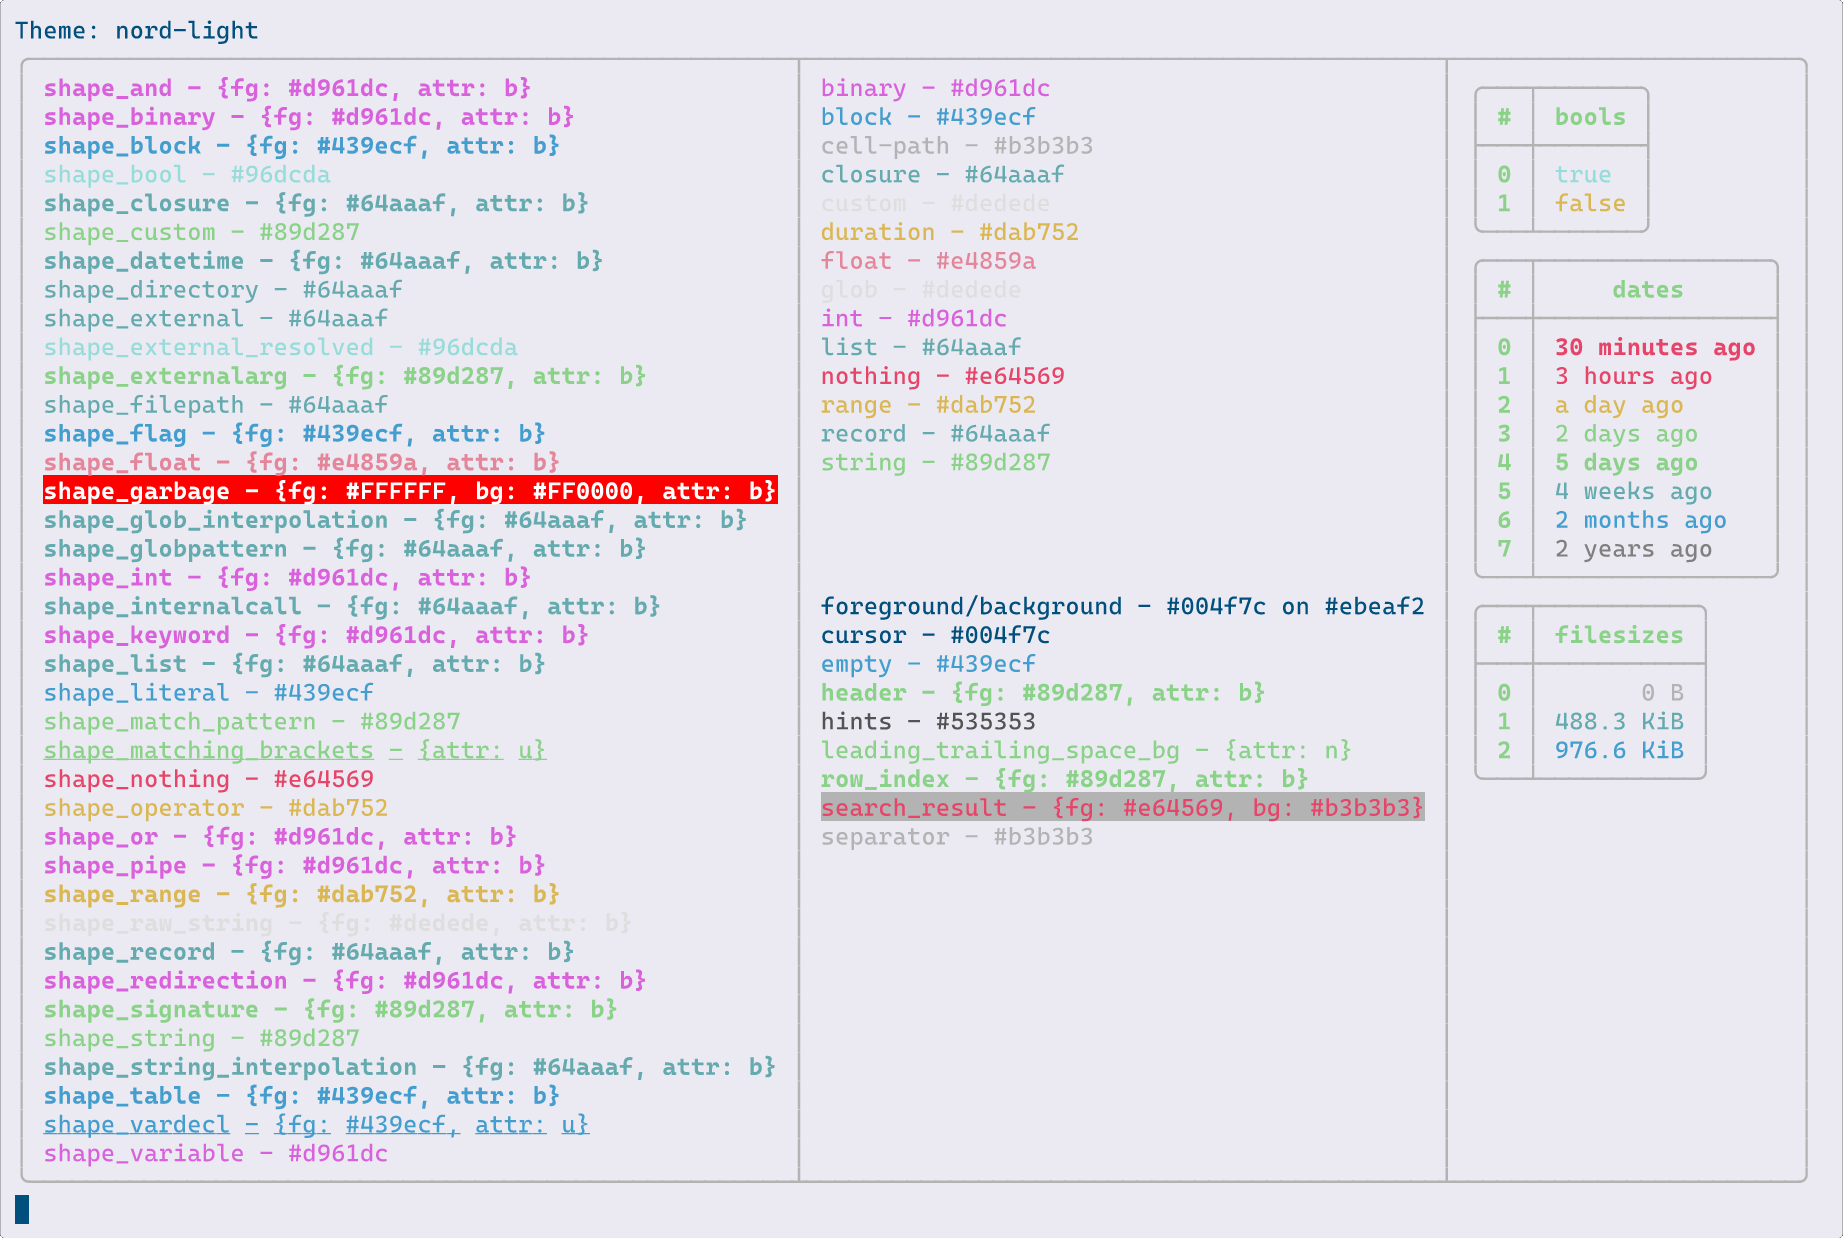 Theme: nord-light
shape_and - {fg: #d961dc, attr: b}
shape_binary - {fg: #d961dc, attr: b}
shape_block - {fg: #439ecf, attr: b}
shape_bool - #96dcda
shape_closure - {fg: #64aaaf, attr: b}
shape_custom - #89d287
shape_datetime - {fg: #64aaaf, attr: b}
shape_directory - #64aaaf
shape_external - #64aaaf
shape_external_resolved - #96dcda
shape_externalarg - {fg: #89d287, attr: b}
shape_filepath - #64aaaf
shape_flag - {fg: #439ecf, attr: b}
shape_float - {fg: #e4859a, attr: b}
shape_garbage - {fg: #FFFFFF, bg: #FF0000, attr: b}
shape_glob_interpolation - {fg: #64aaaf, attr: b}
shape_globpattern - {fg: #64aaaf, attr: b}
shape_int - {fg: #d961dc, attr: b}
shape_internalcall - {fg: #64aaaf, attr: b}
shape_keyword - {fg: #d961dc, attr: b}
shape_list - {fg: #64aaaf, attr: b}
shape_literal - #439ecf
shape_match_pattern - #89d287
shape_matching_brackets - {attr: u}
shape_nothing - #e64569
shape_operator - #dab752
shape_or - {fg: #d961dc, attr: b}
shape_pipe - {fg: #d961dc, attr: b}
shape_range - {fg: #dab752, attr: b}
shape_raw_string - {fg: #dedede, attr: b}
shape_record - {fg: #64aaaf, attr: b}
shape_redirection - {fg: #d961dc, attr: b}
shape_signature - {fg: #89d287, attr: b}
shape_string - #89d287
shape_string_interpolation - {fg: #64aaaf, attr: b}
shape_table - {fg: #439ecf, attr: b}
shape_vardecl - {fg: #439ecf, attr: u}
shape_variable - #d961dc
binary - #d961dc
block - #439ecf
cell-path - #b3b3b3
closure - #64aaaf
custom - #dedede
duration - #dab752
float - #e4859a
glob - #dedede
int - #d961dc
list - #64aaaf
nothing - #e64569
range - #dab752
record - #64aaaf
string - #89d287
foreground/background - #004f7c on #ebeaf2
cursor - #004f7c
empty - #439ecf
header - {fg: #89d287, attr: b}
hints - #535353
leading_trailing_space_bg - {attr: n}
row_index - {fg: #89d287, attr: b}
search_result - {fg: #e64569, bg: #b3b3b3}
separator - #b3b3b3
# bools
0 true
1 false
# dates
0 30 minutes ago
1 3 hours ago
2 a day ago
3 2 days ago
4 5 days ago
5 4 weeks ago
6 2 months ago
7 2 years ago
# filesizes
0 0 B
1 488.3 KiB
2 976.6 KiB